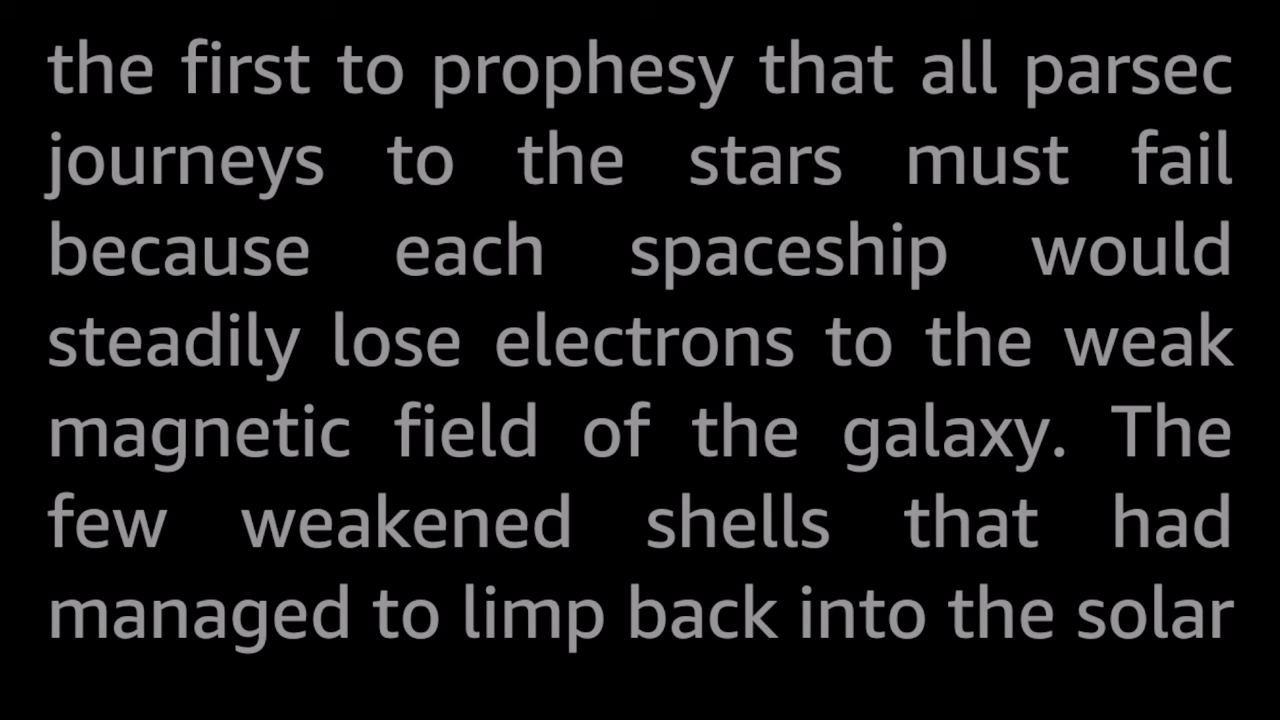 the first to prophesy that all parsec
journeys to the stars must fail
because each spaceship would
steadily lose electrons to the weak
magnetic field of the galaxy. The
few weakened shells that had
managed to limp back into the solar